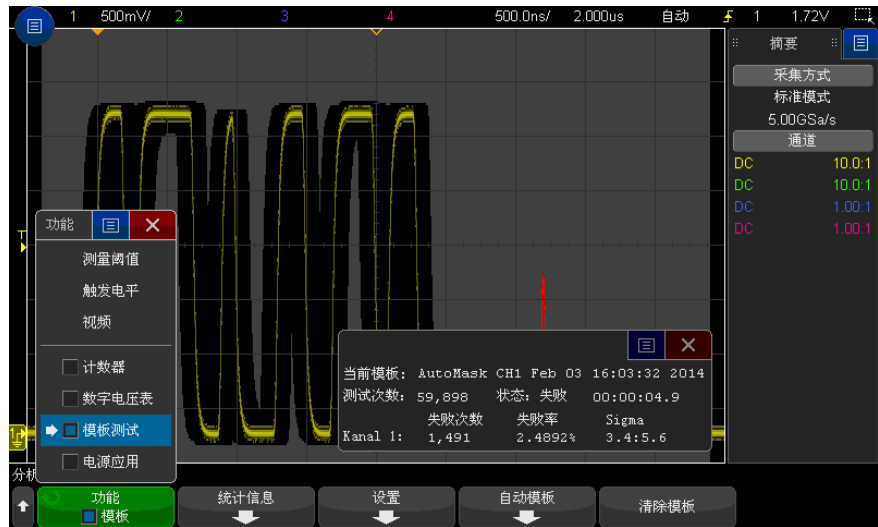 1 500mV/ 2 3 4 500.0ns/ 2.000us 自动 1 1.72V
摘要
采集方式
标准模式
5.00GSa/s
通道
DC 10.0:1
DC 10.0:1
DC 1.00:1
DC 1.00:1
T
功能
测量阈值
触发电平
视频
计数器
数字电压表
模板测试
电源应用
当前模板: AutoMask CH1 Feb 03 16:03:32 2014
测试次数: 59,898 状态: 失败 00:00:04.9
失败次数 失败率 Sigma
Kanal 1: 1,491 2.4892% 3.4:5.6
分析
功能 统计信息 设置 自动模板 清除模板
模板